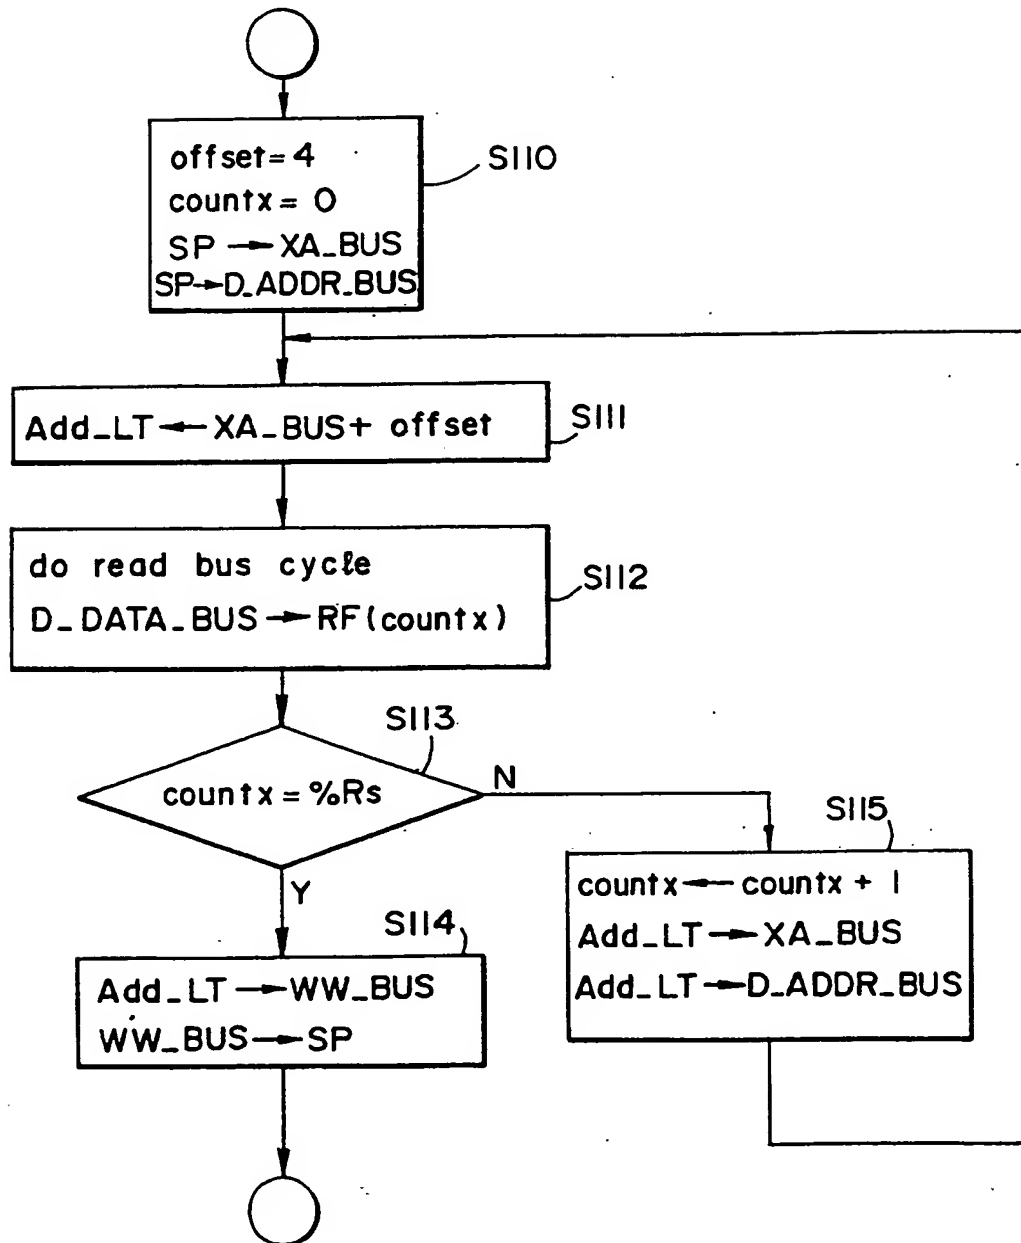 offset=4
countx = 0
SP → XA_BUS
SP→D_ADDR_BUS
S110
Add_LT ← XA_BUS+ offset
S111
do read bus cycle
D_DATA_BUS → RF(countx)
S112
S113
countx = %Rs
N
Y
S115
countx ← countx + 1
Add_LT → XA_BUS
Add_LT → D_ADDR_BUS
S114
Add_LT → WW_BUS
WW_BUS → SP